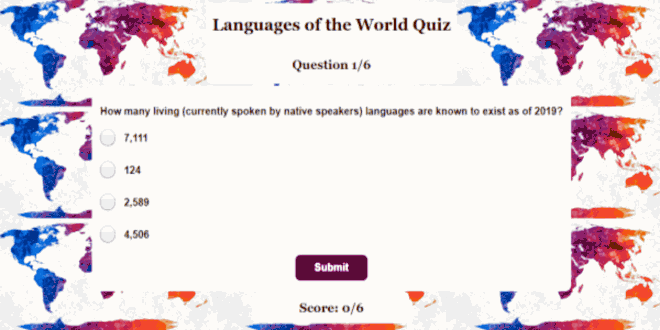 Languages of the World Quiz
Question 1/6
How many living (currently spoken by native speakers) languages are known to exist as of 2019?
7,111
124
2,589
4,506
Submit
Score: 0/6